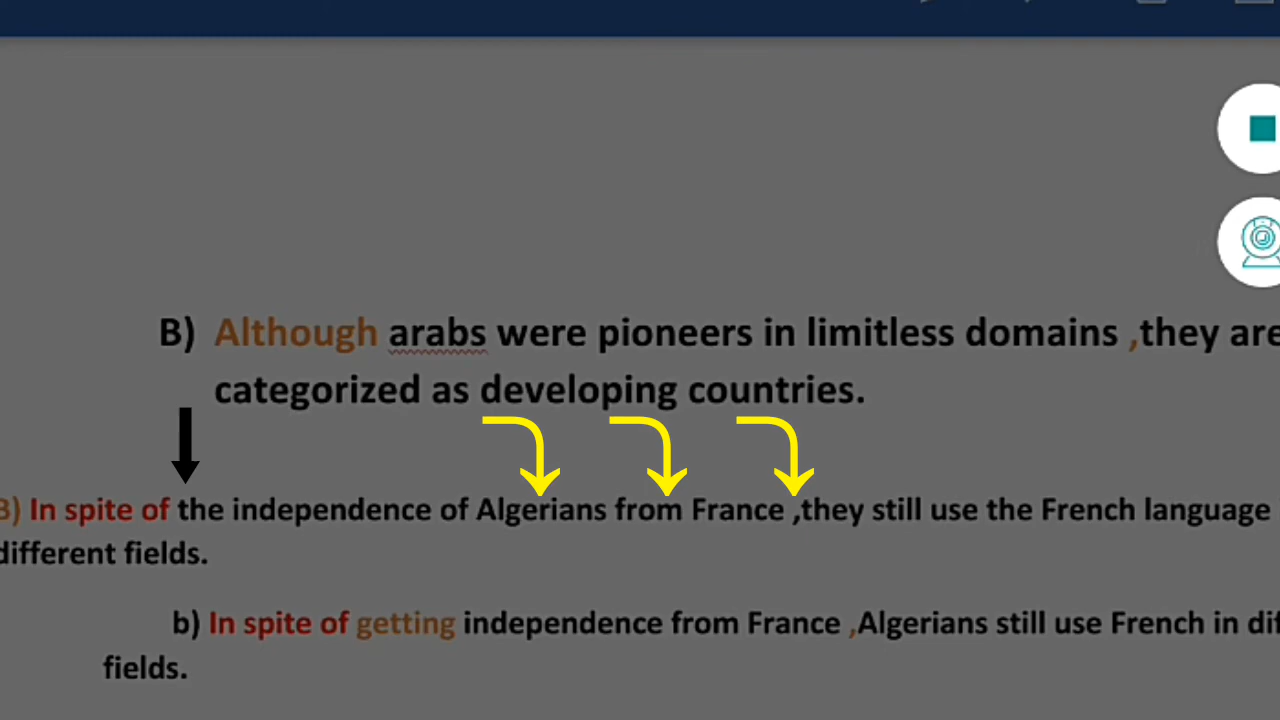 B) Although arabs were pioneers in limitless domains ,they are
categorized as developing countries.
B) In spite of the independence of Algerians from France ,they still use the French language
different fields.
b) In spite of getting independence from France ,Algerians still use French in
fields.